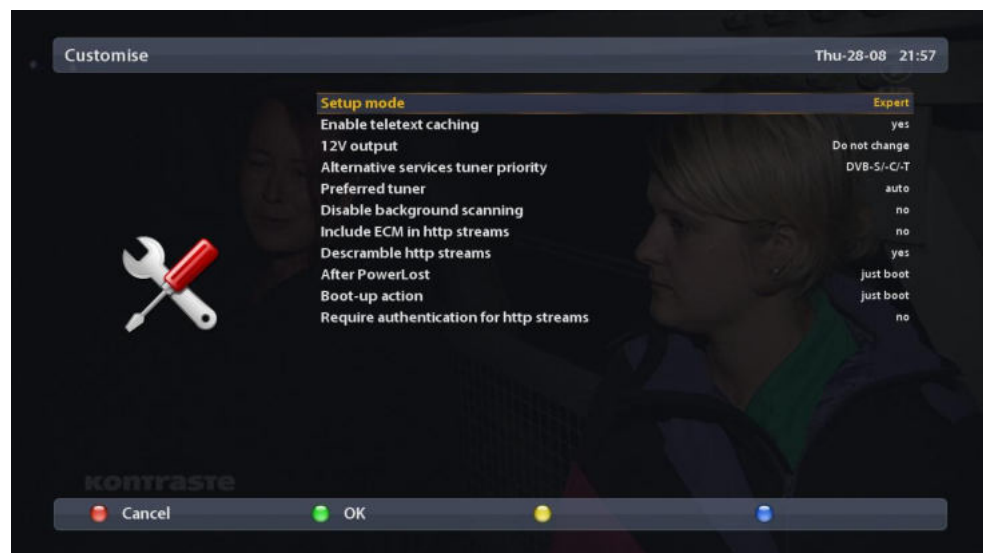 Customise Thu-28-08 21:57
Setup mode Expert
Enable teletext caching yes
12V output Do not change
Alternative services tuner priority DVB-S/-C/-T
Preferred tuner auto
Disable background scanning no
Include ECM in http streams no
Descramble http streams yes
After PowerLost just boot
Boot-up action just boot
Require authentication for http streams no
KONTRASTE
Cancel OK